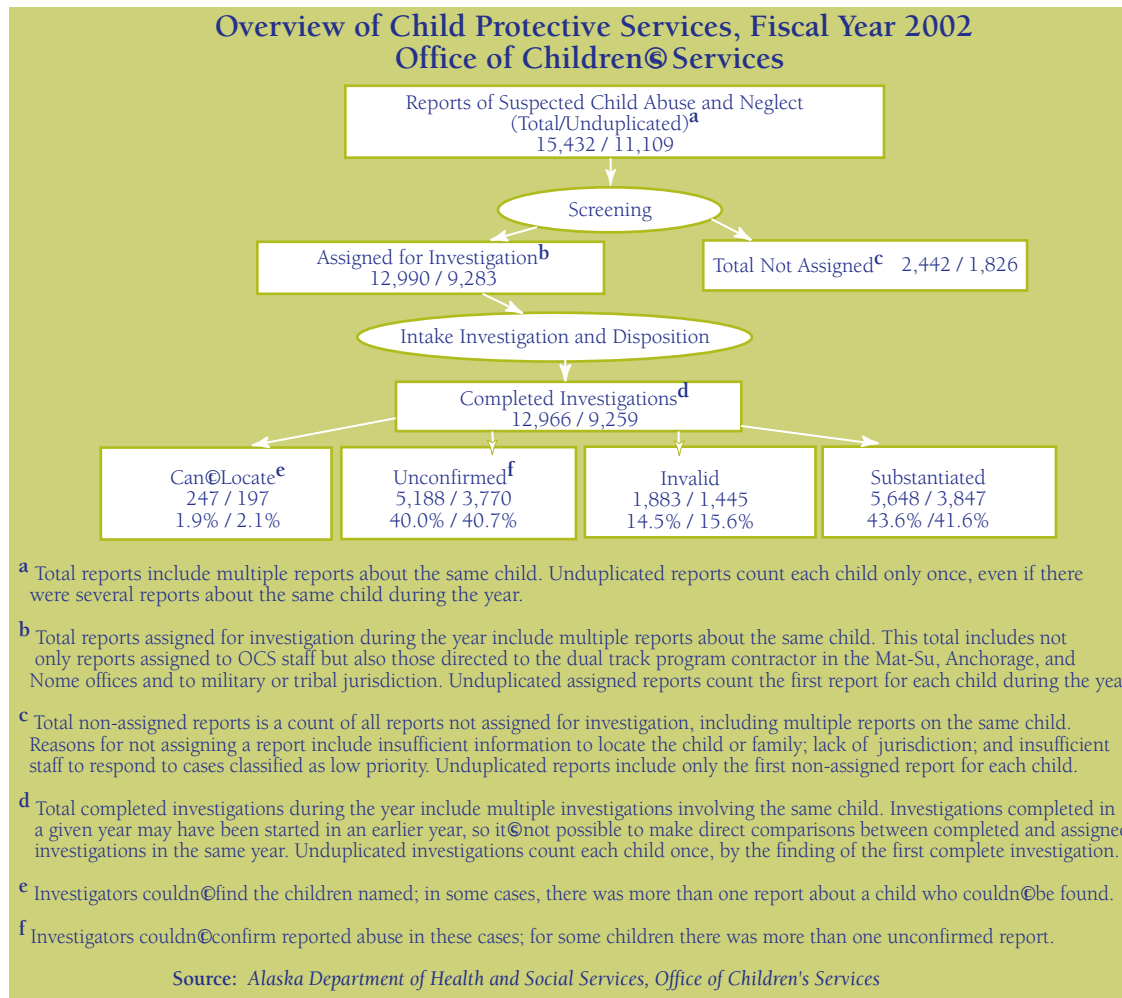 Overview of Child Protective Services, Fiscal Year 2002
Office of Children©s Services
Reports of Suspected Child Abuse and Neglect
(Total/Unduplicated)a
15,432 / 11,109
Screening
Assigned for Investigationb
12,990 / 9,283
Total Not Assignedc 2,442 / 1,826
Intake Investigation and Disposition
Completed Investigationsd
12,966 / 9,259
Can©t Locatee
247 / 197
1.9% / 2.1%
Unconfirmedf
5,188 / 3,770
40.0% / 40.7%
Invalid
1,883 / 1,445
14.5% / 15.6%
Substantiated
5,648 / 3,847
43.6% /41.6%
a Total reports include multiple reports about the same child. Unduplicated reports count each child only once, even if there
were several reports about the same child during the year.
b Total reports assigned for investigation during the year include multiple reports about the same child. This total includes not
only reports assigned to OCS staff but also those directed to the dual track program contractor in the Mat-Su, Anchorage, and
Nome offices and to military or tribal jurisdiction. Unduplicated assigned reports count the first report for each child during the yea
c Total non-assigned reports is a count of all reports not assigned for investigation, including multiple reports on the same child.
Reasons for not assigning a report include insufficient information to locate the child or family; lack of jurisdiction; and insufficient
staff to respond to cases classified as low priority. Unduplicated reports include only the first non-assigned report for each child.
d Total completed investigations during the year include multiple investigations involving the same child. Investigations completed in
a given year may have been started in an earlier year, so it©s not possible to make direct comparisons between completed and assigned
investigations in the same year. Unduplicated investigations count each child once, by the finding of the first complete investigation.
e Investigators couldn©t find the children named; in some cases, there was more than one report about a child who couldn©t be found.
f Investigators couldn©t confirm reported abuse in these cases; for some children there was more than one unconfirmed report.
Source: Alaska Department of Health and Social Services, Office of Children's Services